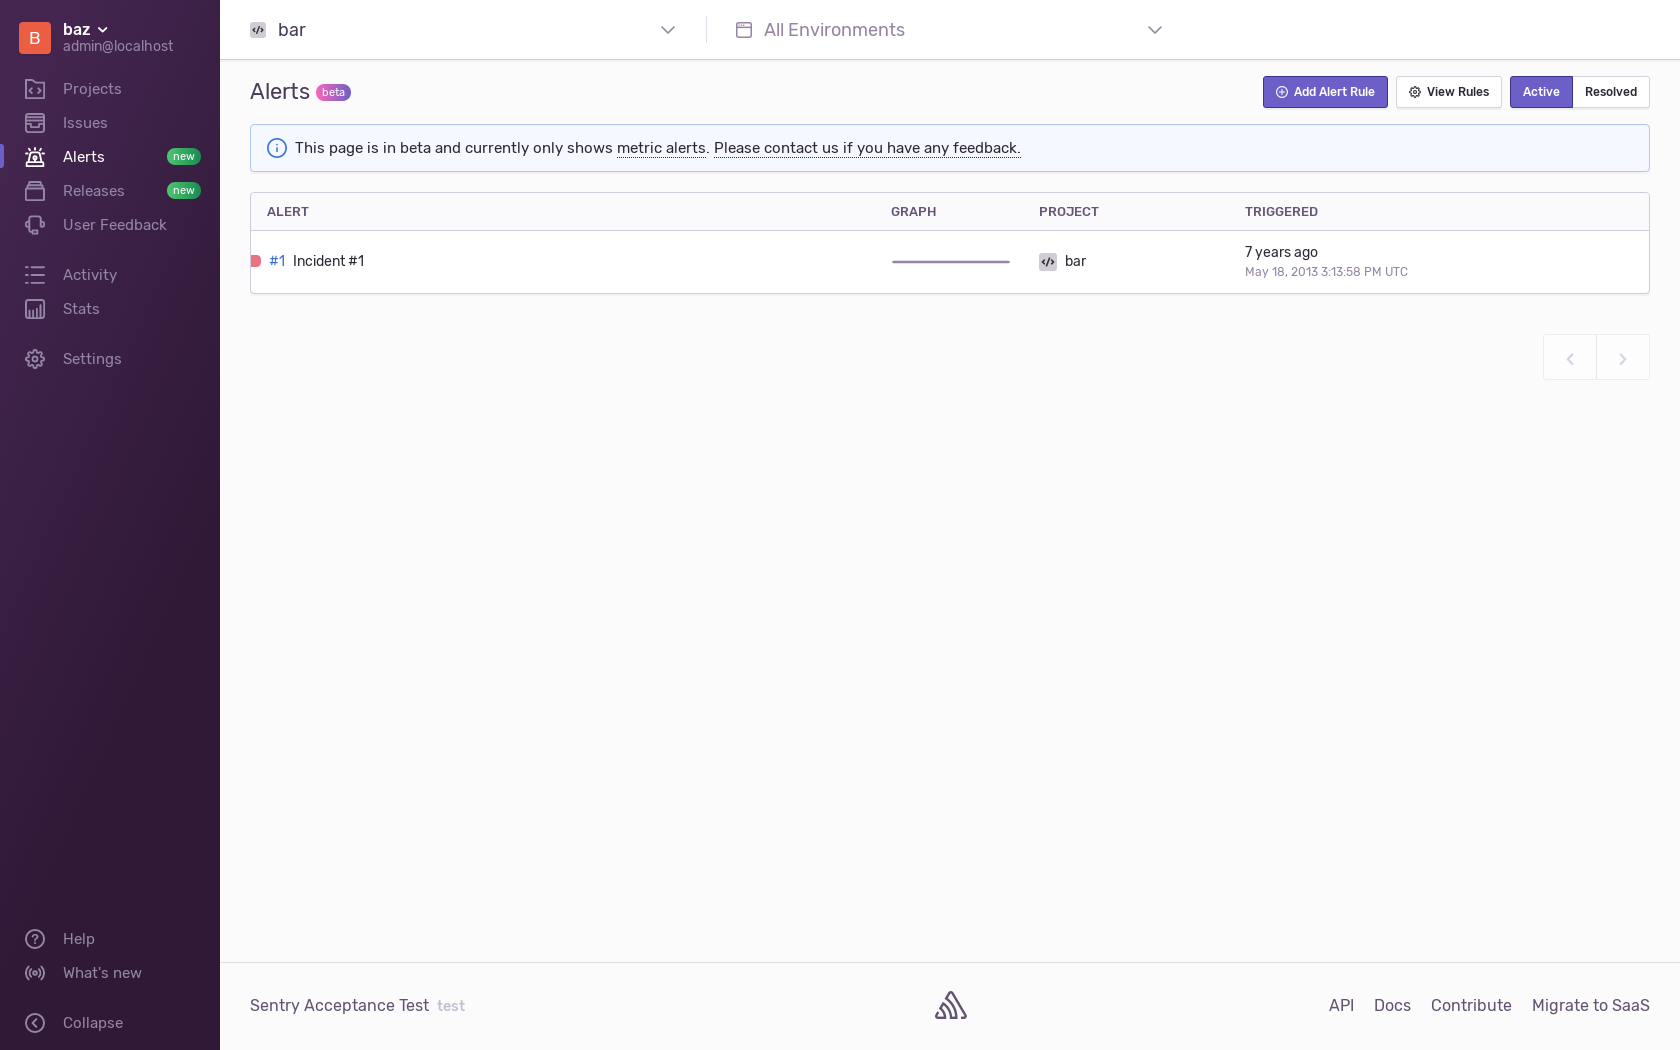 B
baz
admin@localhost
Projects
Issues
Alerts new
Releases new
User Feedback
Activity
Stats
Settings
Help
What's new
Collapse
bar
All Environments
Alerts beta
Add Alert Rule
View Rules
Active
Resolved
This page is in beta and currently only shows metric alerts. Please contact us if you have any feedback.
ALERT GRAPH PROJECT TRIGGERED
#1 Incident #1 bar 7 years ago
May 18, 2013 3:13:58 PM UTC
Sentry Acceptance Test test
API Docs Contribute Migrate to SaaS